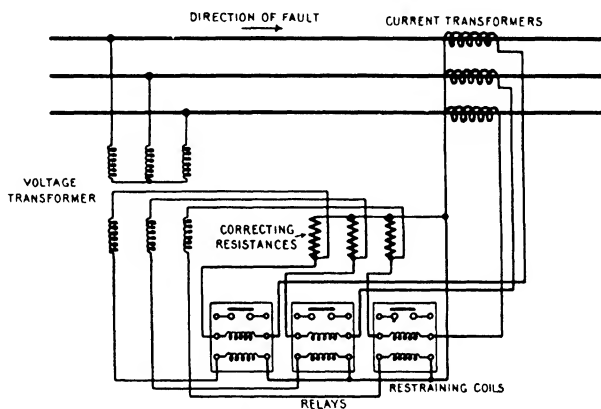 DIRECTION OF FAULT
CURRENT TRANSFORMERS
VOLTAGE
TRANSFORMER
CORRECTING
RESISTANCES
RESTRAINING COILS
RELAYS